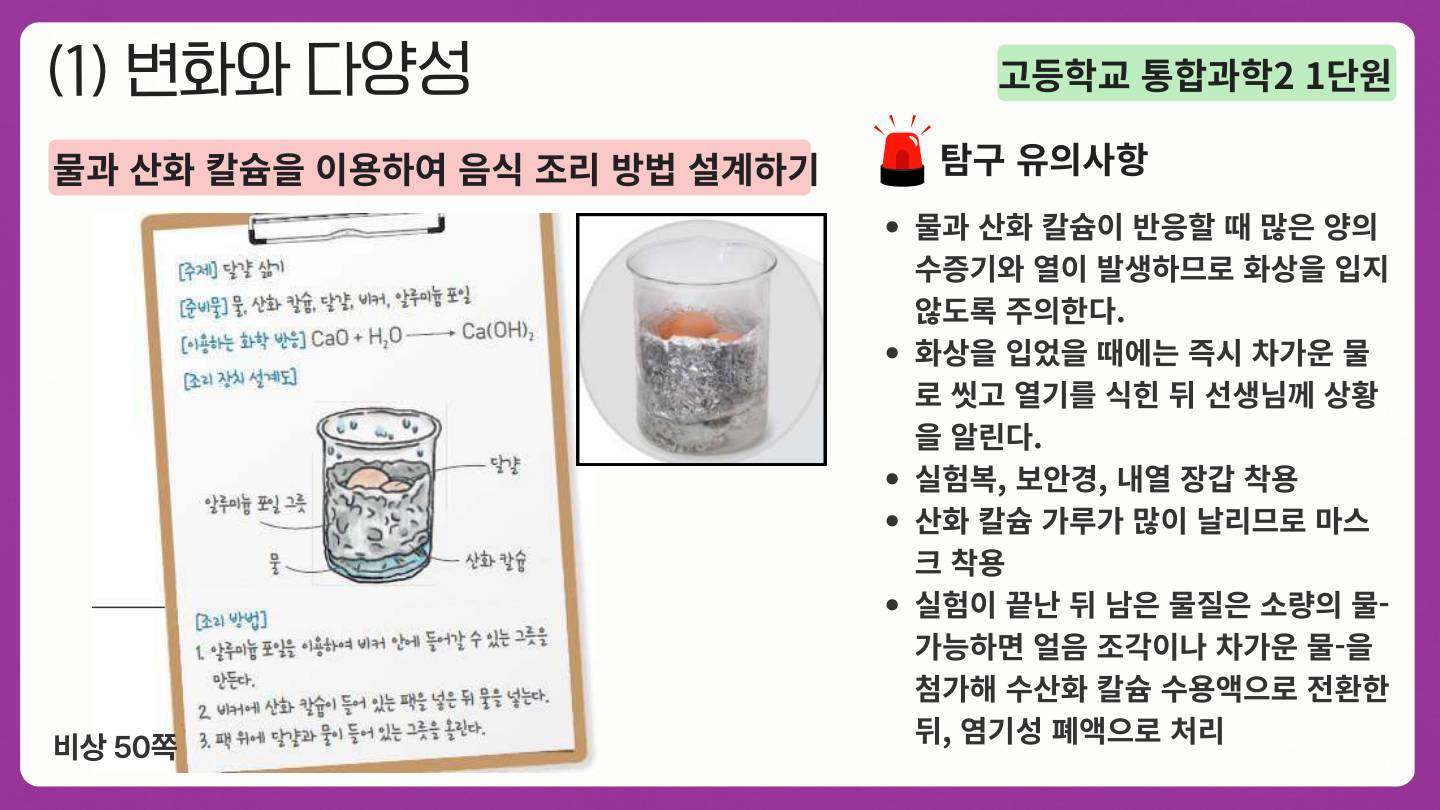 (1) 변화와 다양성
고등학교 통합과학2 1단원
물과 산화 칼슘을 이용하여 음식 조리 방법 설계하기
[주제] 달걀 삶기
[준비물] 물, 산화 칼슘, 달걀, 비커, 알루미늄 포일
[이용하는 화학 반응] CaO + H₂O → Ca(OH)₂
[조리 장치 설계도]
달걀
알루미늄 포일 그릇
물
산화 칼슘
[조리 방법]
1. 알루미늄 포일을 이용하여 비커 안에 들어갈 수 있는 그릇을
만든다.
2. 비커에 산화 칼슘이 들어 있는 팩을 넣은 뒤 물을 넣는다.
3. 팩 위에 달걀과 물이 들어 있는 그릇을 올린다.
비상 50쪽
탐구 유의사항
• 물과 산화 칼슘이 반응할 때 많은 양의
수증기와 열이 발생하므로 화상을 입지
않도록 주의한다.
• 화상을 입었을 때에는 즉시 차가운 물
로 씻고 열기를 식힌 뒤 선생님께 상황
을 알린다.
• 실험복, 보안경, 내열 장갑 착용
• 산화 칼슘 가루가 많이 날리므로 마스
크 착용
• 실험이 끝난 뒤 남은 물질은 소량의 물-
가능하면 얼음 조각이나 차가운 물-을
첨가해 수산화 칼슘 수용액으로 전환한
뒤, 염기성 폐액으로 처리